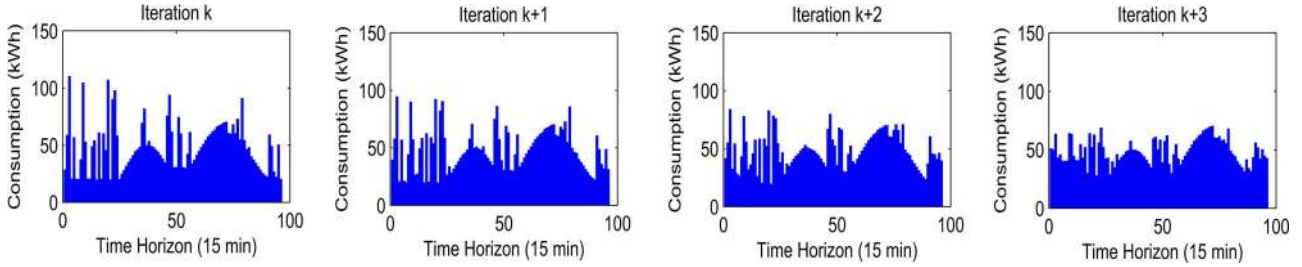 Iteration k
Consumption (kWh)
150
100
50
0
0 50 100
Time Horizon (15 min)
Iteration k+1
Consumption (kWh)
150
100
50
0
0 50 100
Time Horizon (15 min)
Iteration k+2
Consumption (kWh)
150
100
50
0
0 50 100
Time Horizon (15 min)
Iteration k+3
Consumption (kWh)
150
100
50
0
0 50 100
Time Horizon (15 min)